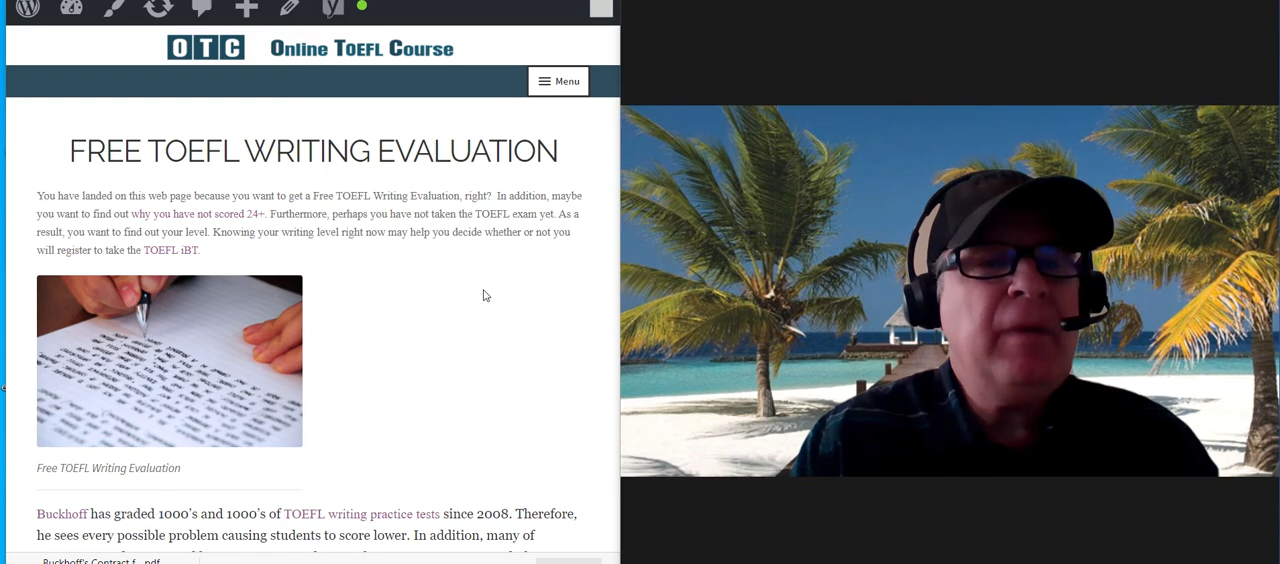 OTC Online TOEFL Course
Menu
FREE TOEFL WRITING EVALUATION
You have landed on this web page because you want to get a Free TOEFL Writing Evaluation, right? In addition, maybe
you want to find out why you have not scored 24+. Furthermore, perhaps you have not taken the TOEFL exam yet. As a
result, you want to find out your level. Knowing your writing level right now may help you decide whether or not you
will register to take the TOEFL iBT.
Free TOEFL Writing Evaluation
Buckhoff has graded 1000's and 1000's of TOEFL writing practice tests since 2008. Therefore,
he sees every possible problem causing students to score lower. In addition, many of
Buckhoff's Contract f....pdf